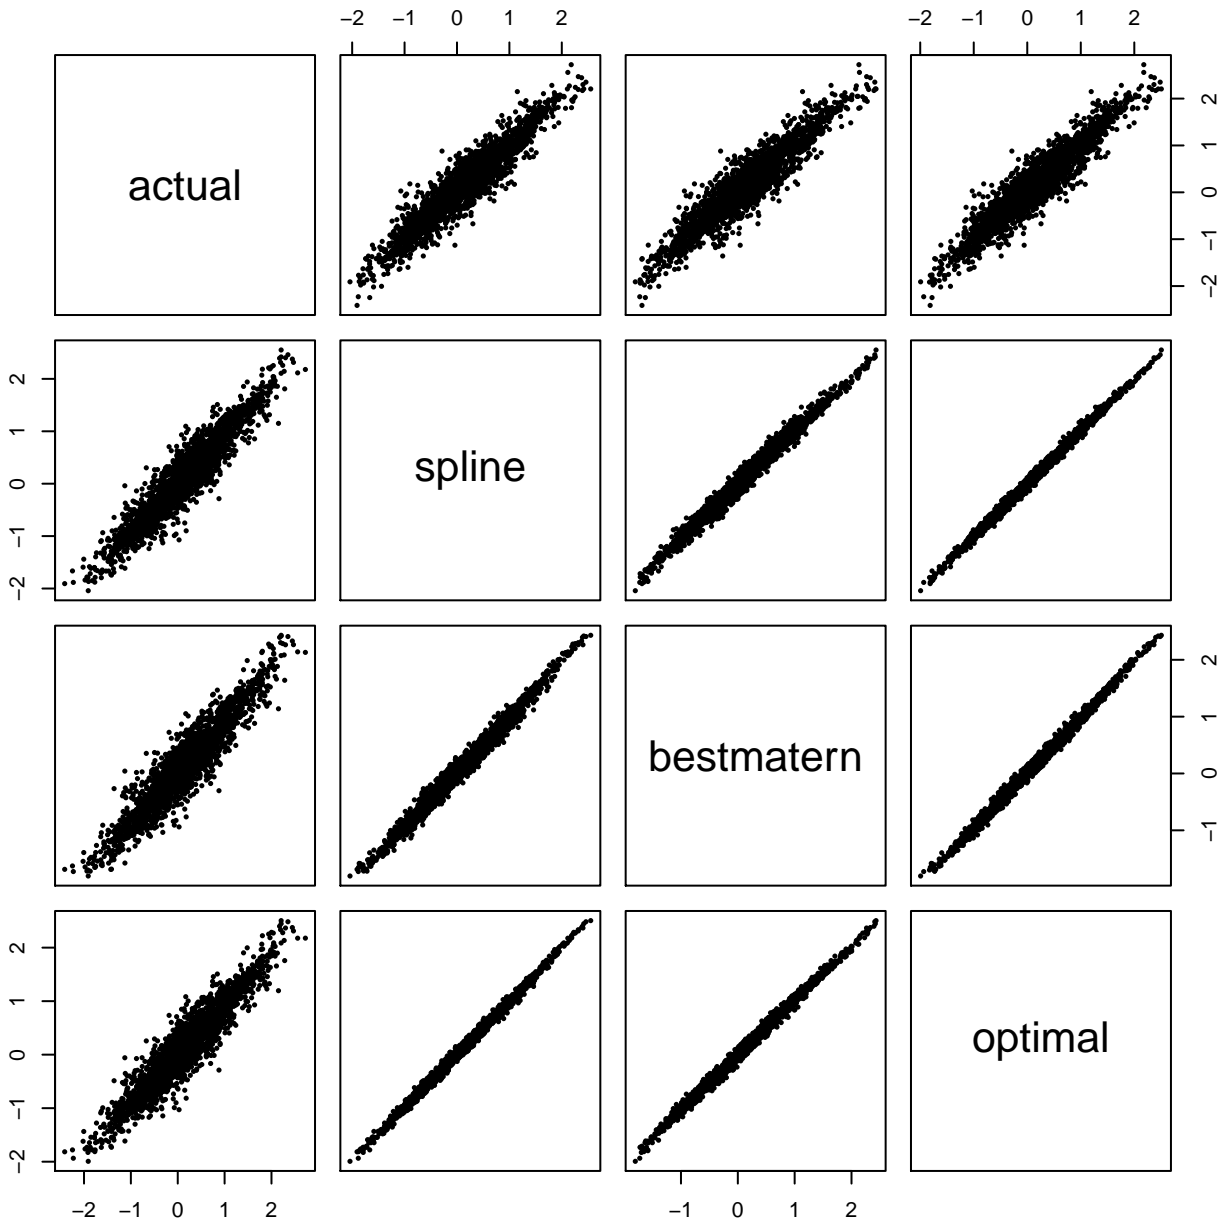 −2 −1 0 1 2 −2 −1 0 1 2
actual
2 1 0 −1 −2
2 1 0 −1 −2
spline
bestmatern
2 1 0 −1
2 1 0 −1 −2
optimal
−2 −1 0 1 2 −1 0 1 2